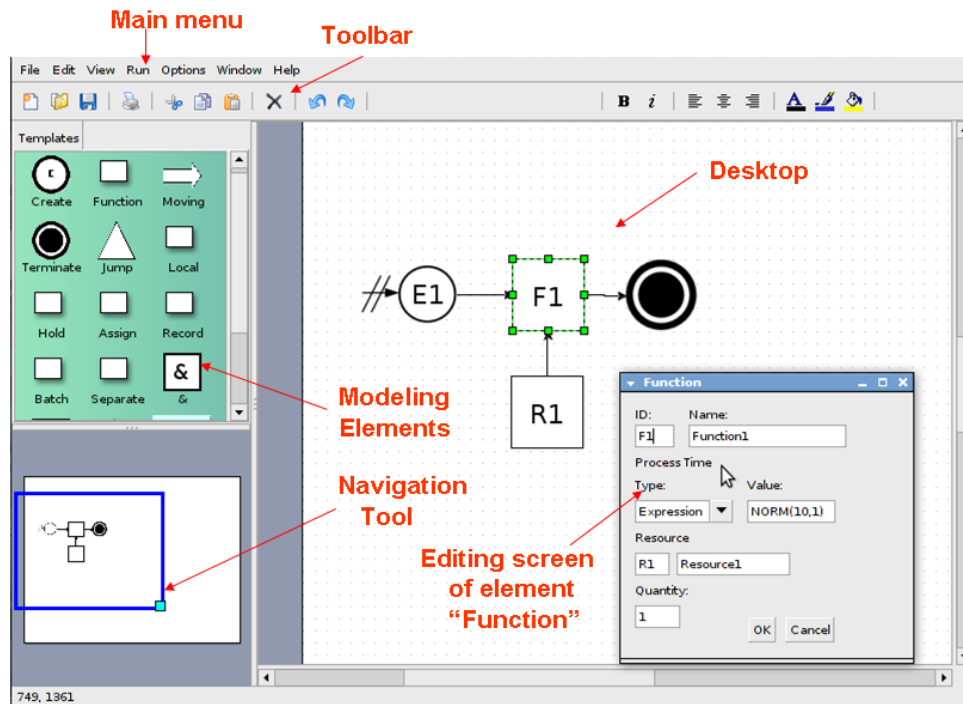 Main menu
Toolbar
File Edit View Run Options Window Help
B i A
Templates
Create Function Moving
Terminate Jump Local
Hold Assign Record
&
Batch Separate &
Desktop
E1
F1
R1
Modeling
Elements
Navigation
Tool
Editing screen
of element
“Function”
Function
ID: Name:
F1 Function1
Process Time
Type: Value:
Expression NORM(10,1)
Resource
R1 Resource1
Quantity:
1
OK Cancel
749, 1361